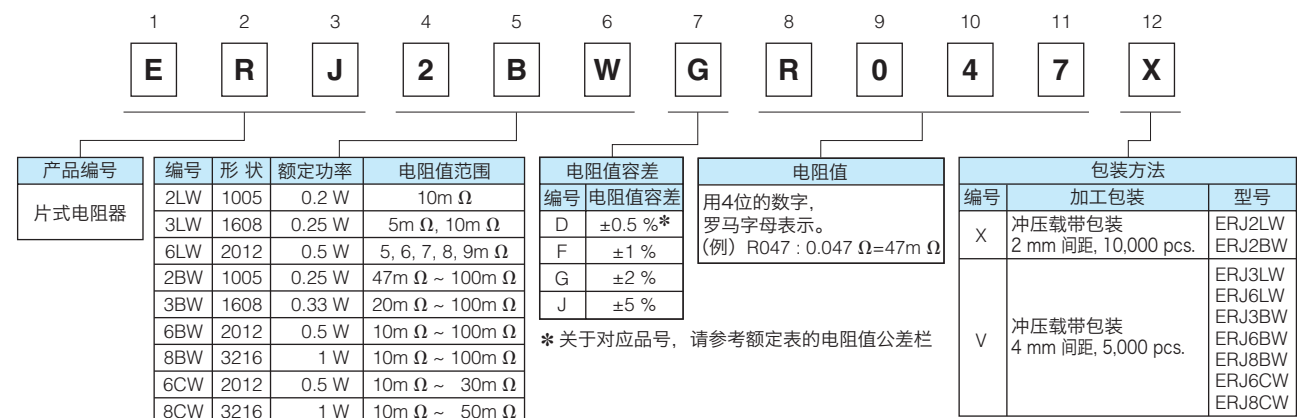 1 2 3 4 5 6 7 8 9 10 11 12
E R J 2 B W G R 0 4 7 X
产品编号
片式电阻器
编号 形 状 额定功率 电阻值范围
2LW 1005 0.2 W 10m Ω
3LW 1608 0.25 W 5m Ω, 10m Ω
6LW 2012 0.5 W 5, 6, 7, 8, 9m Ω
2BW 1005 0.25 W 47m Ω ~ 100m Ω
3BW 1608 0.33 W 20m Ω ~ 100m Ω
6BW 2012 0.5 W 10m Ω ~ 100m Ω
8BW 3216 1 W 10m Ω ~ 100m Ω
6CW 2012 0.5 W 10m Ω ~ 30m Ω
8CW 3216 1 W 10m Ω ~ 50m Ω
电阻值容差
编号 电阻值容差
D ±0.5 %✽
F ±1 %
G ±2 %
J ±5 %
✽ 关于对应品号，请参考额定表的电阻值公差栏
电阻值
用4位的数字，
罗马字母表示。
(例) R047 : 0.047 Ω=47m Ω
包装方法
编号 加工包装 型号
X 冲压载带包装
2 mm 间距, 10,000 pcs.
ERJ2LW
ERJ2BW
V 冲压载带包装
4 mm 间距, 5,000 pcs.
ERJ3LW
ERJ6LW
ERJ3BW
ERJ6BW
ERJ8BW
ERJ6CW
ERJ8CW